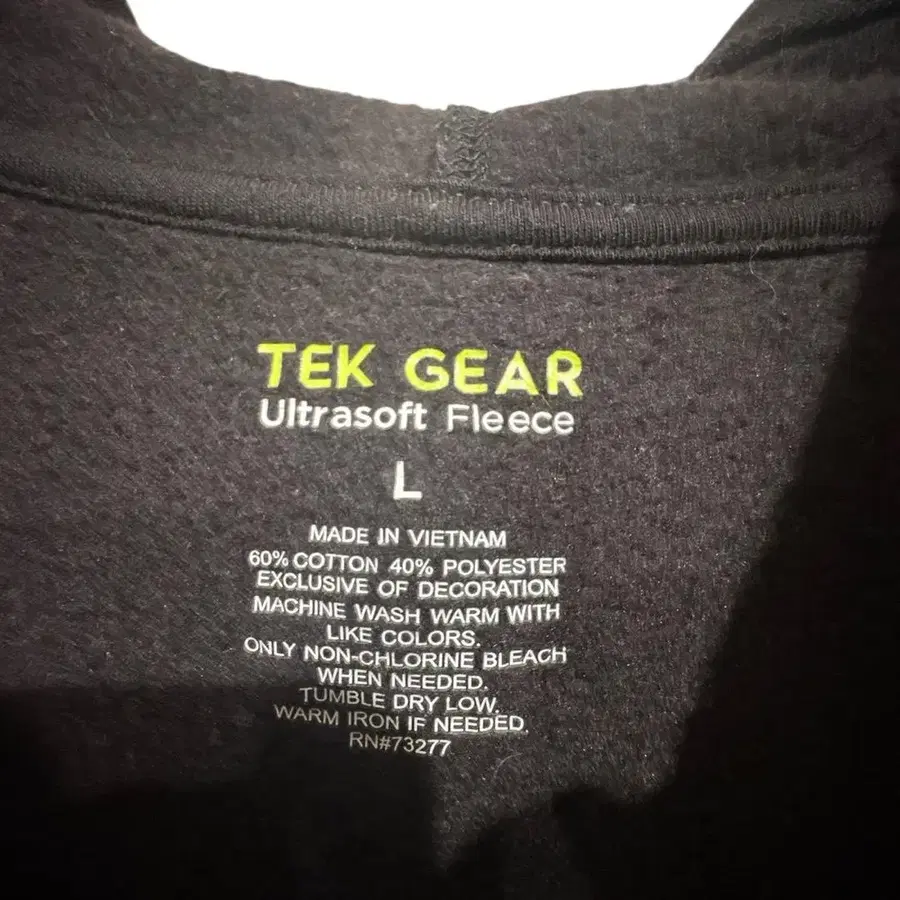 TEK GEAR
Ultrasoft Fleece
L
MADE IN VIETNAM
60% COTTON 40% POLYESTER
EXCLUSIVE OF DECORATION
MACHINE WASH WARM WITH
LIKE COLORS.
ONLY NON-CHLORINE BLEACH
WHEN NEEDED.
TUMBLE DRY LOW.
WARM IRON IF NEEDED.
RN#73277